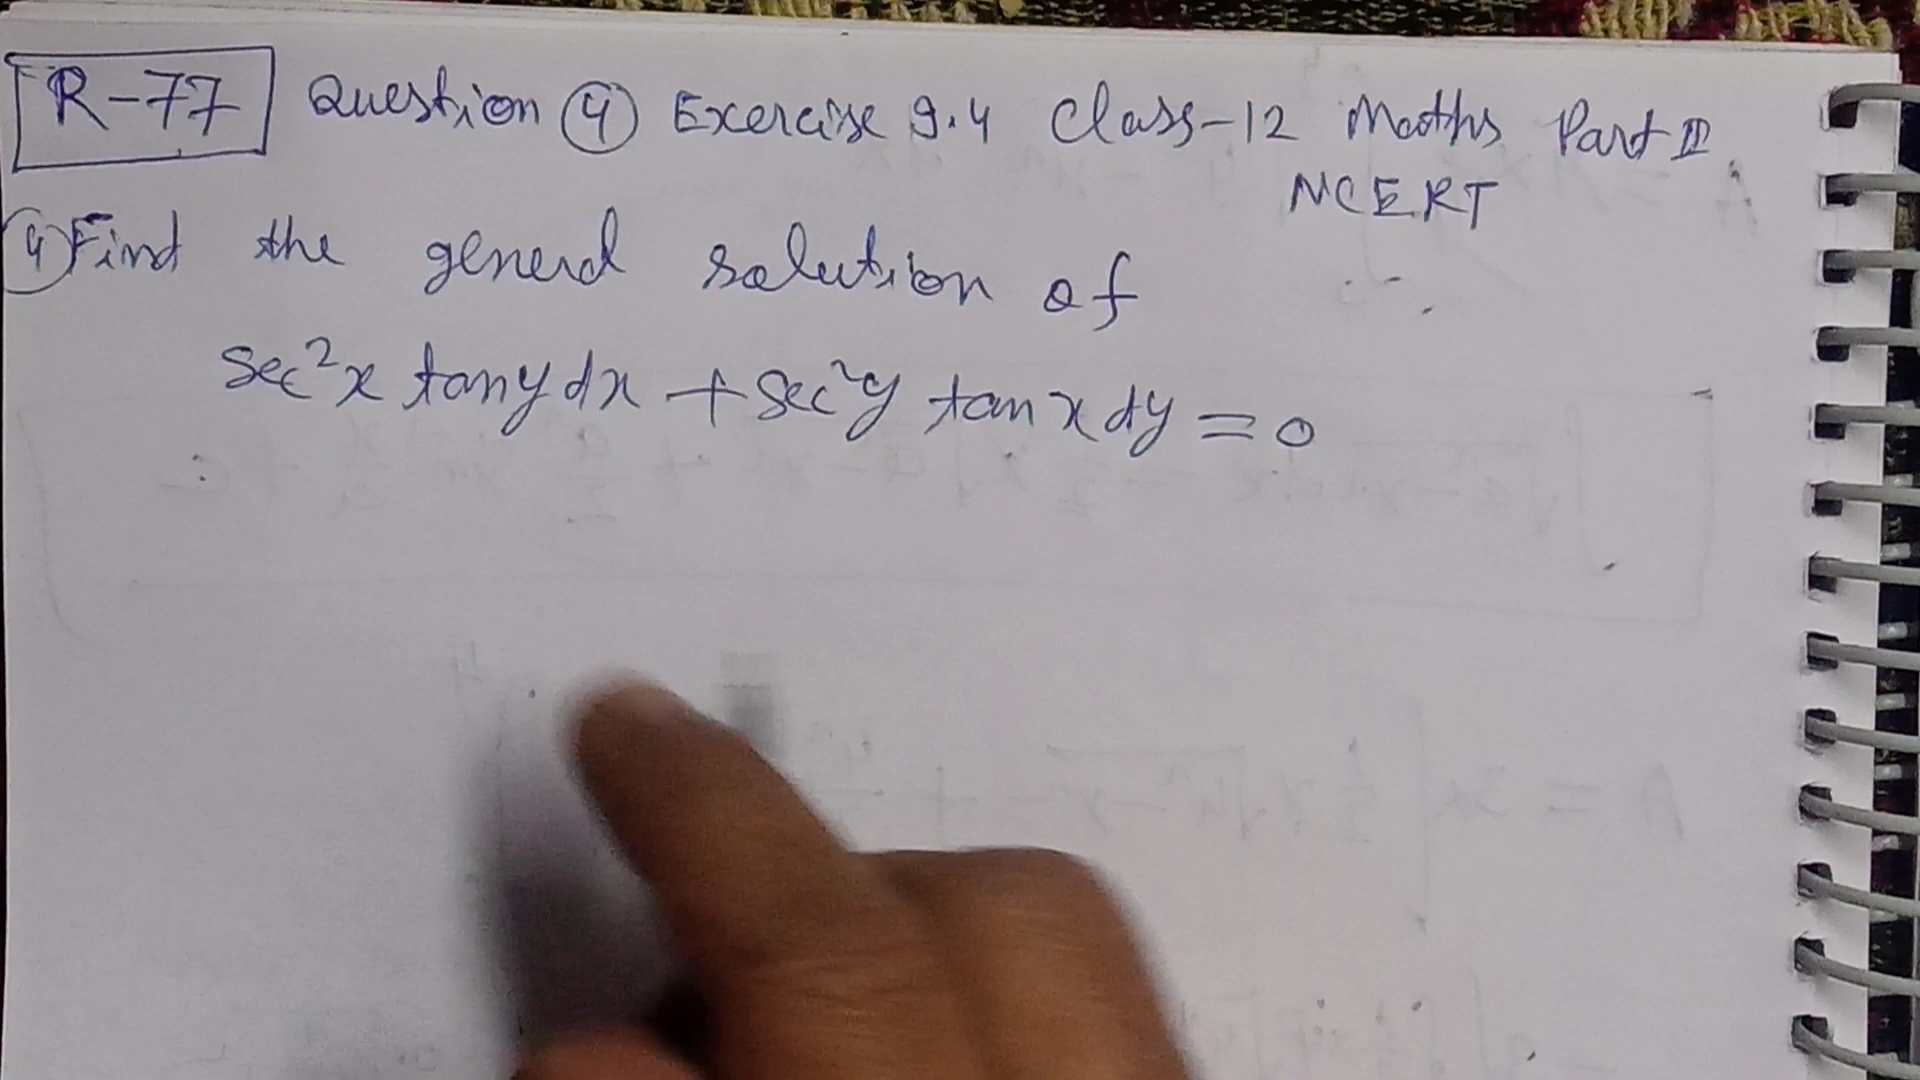 R-77 Question ④ Exercise 9.4 Class-12 Maths Part II
NCERT
④ Find the general solution of
sec²x tany dx + sec²y tanx dy = 0